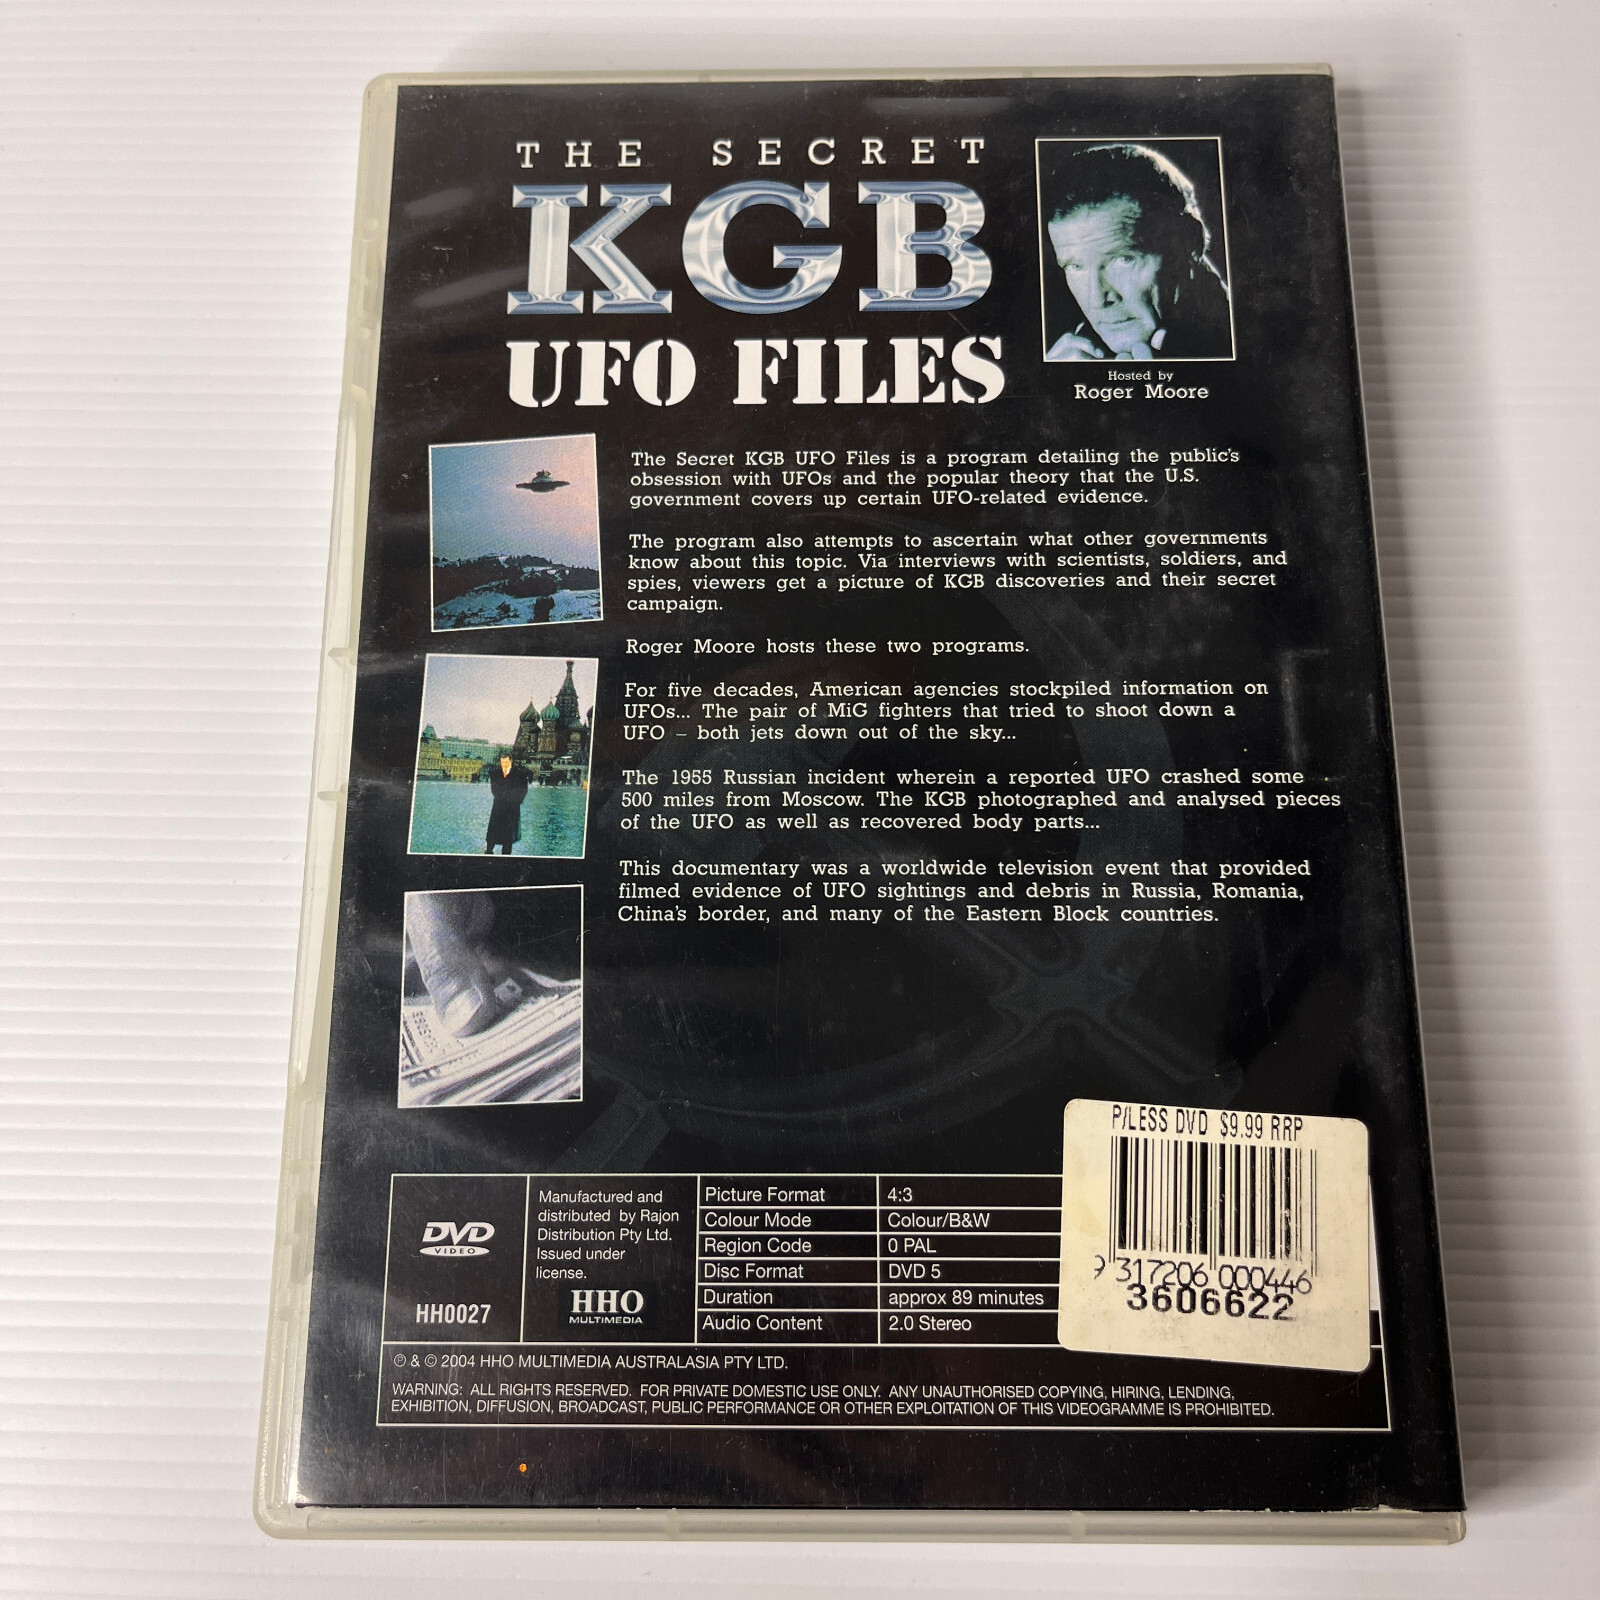 THE SECRET
KGB
UFO FILES
Hosted by
Roger Moore
The Secret KGB UFO Files is a program detailing the public's
obsession with UFOs and the popular theory that the U.S.
government covers up certain UFO-related evidence.
The program also attempts to ascertain what other governments
know about this topic. Via interviews with scientists, soldiers, and
spies, viewers get a picture of KGB discoveries and their secret
campaign.
Roger Moore hosts these two programs.
For five decades, American agencies stockpiled information on
UFOs... The pair of MiG fighters that tried to shoot down a
UFO – both jets down out of the sky...
The 1955 Russian incident wherein a reported UFO crashed some
500 miles from Moscow. The KGB photographed and analysed pieces
of the UFO as well as recovered body parts...
This documentary was a worldwide television event that provided
filmed evidence of UFO sightings and debris in Russia, Romania,
China's border, and many of the Eastern Block countries.
P/LESS DVD $9.99 RRP
9 317206 000446
3606622
DVD
VIDEO
HH0027
Manufactured and
distributed by Rajon
Distribution Pty Ltd.
Issued under
license.
HHO
MULTIMEDIA
Picture Format 4:3
Colour Mode Colour/B&W
Region Code 0 PAL
Disc Format DVD 5
Duration approx 89 minutes
Audio Content 2.0 Stereo
℗ & © 2004 HHO MULTIMEDIA AUSTRALASIA PTY LTD.
WARNING: ALL RIGHTS RESERVED. FOR PRIVATE DOMESTIC USE ONLY. ANY UNAUTHORISED COPYING, HIRING, LENDING,
EXHIBITION, DIFFUSION, BROADCAST, PUBLIC PERFORMANCE OR OTHER EXPLOITATION OF THIS VIDEOGRAMME IS PROHIBITED.